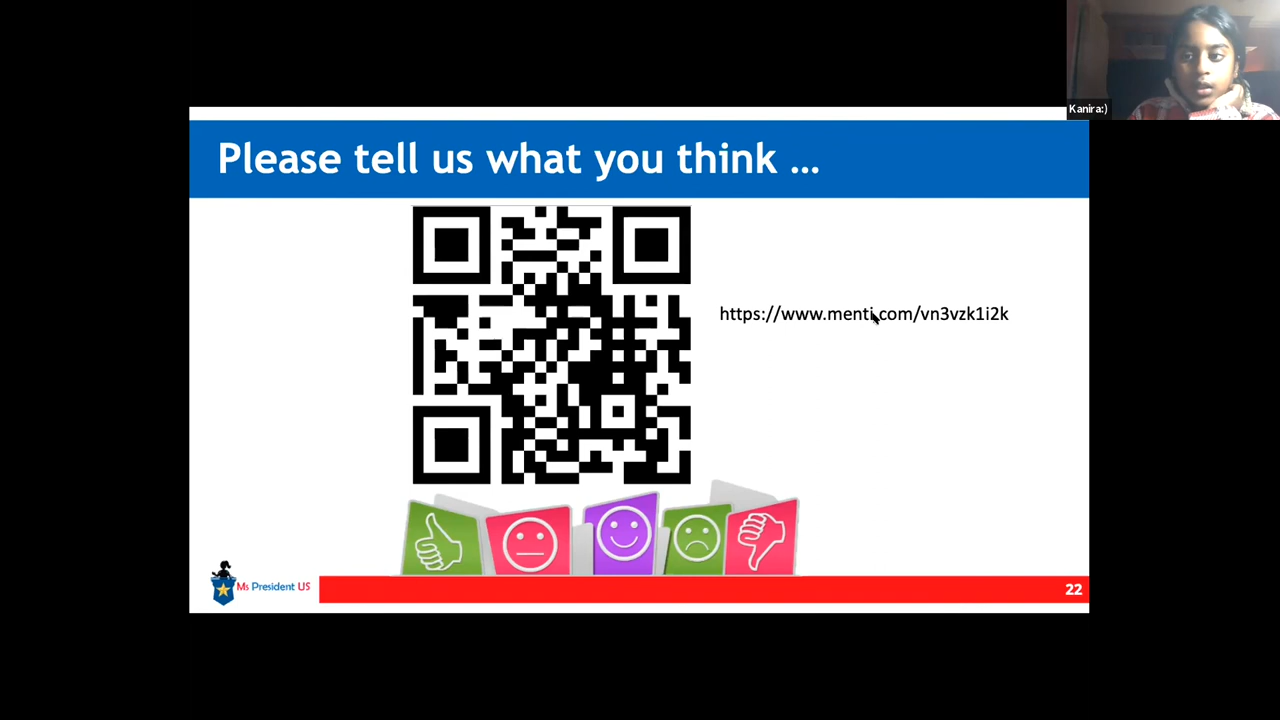 Kanira:)
Please tell us what you think ...
https://www.menti.com/vn3vzk1i2k
Ms President US
22